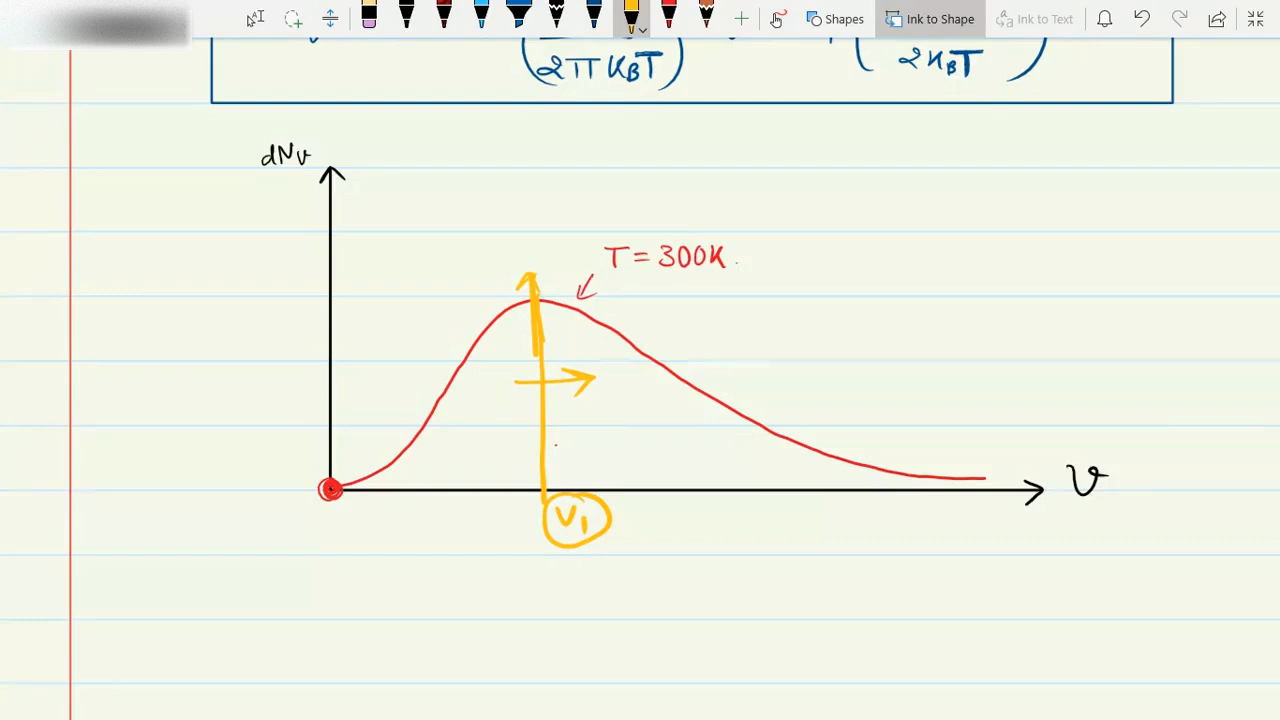 Shapes Ink to Shape Ink to Text
2πKBT 2KBT
dNv
T = 300K
v
V1